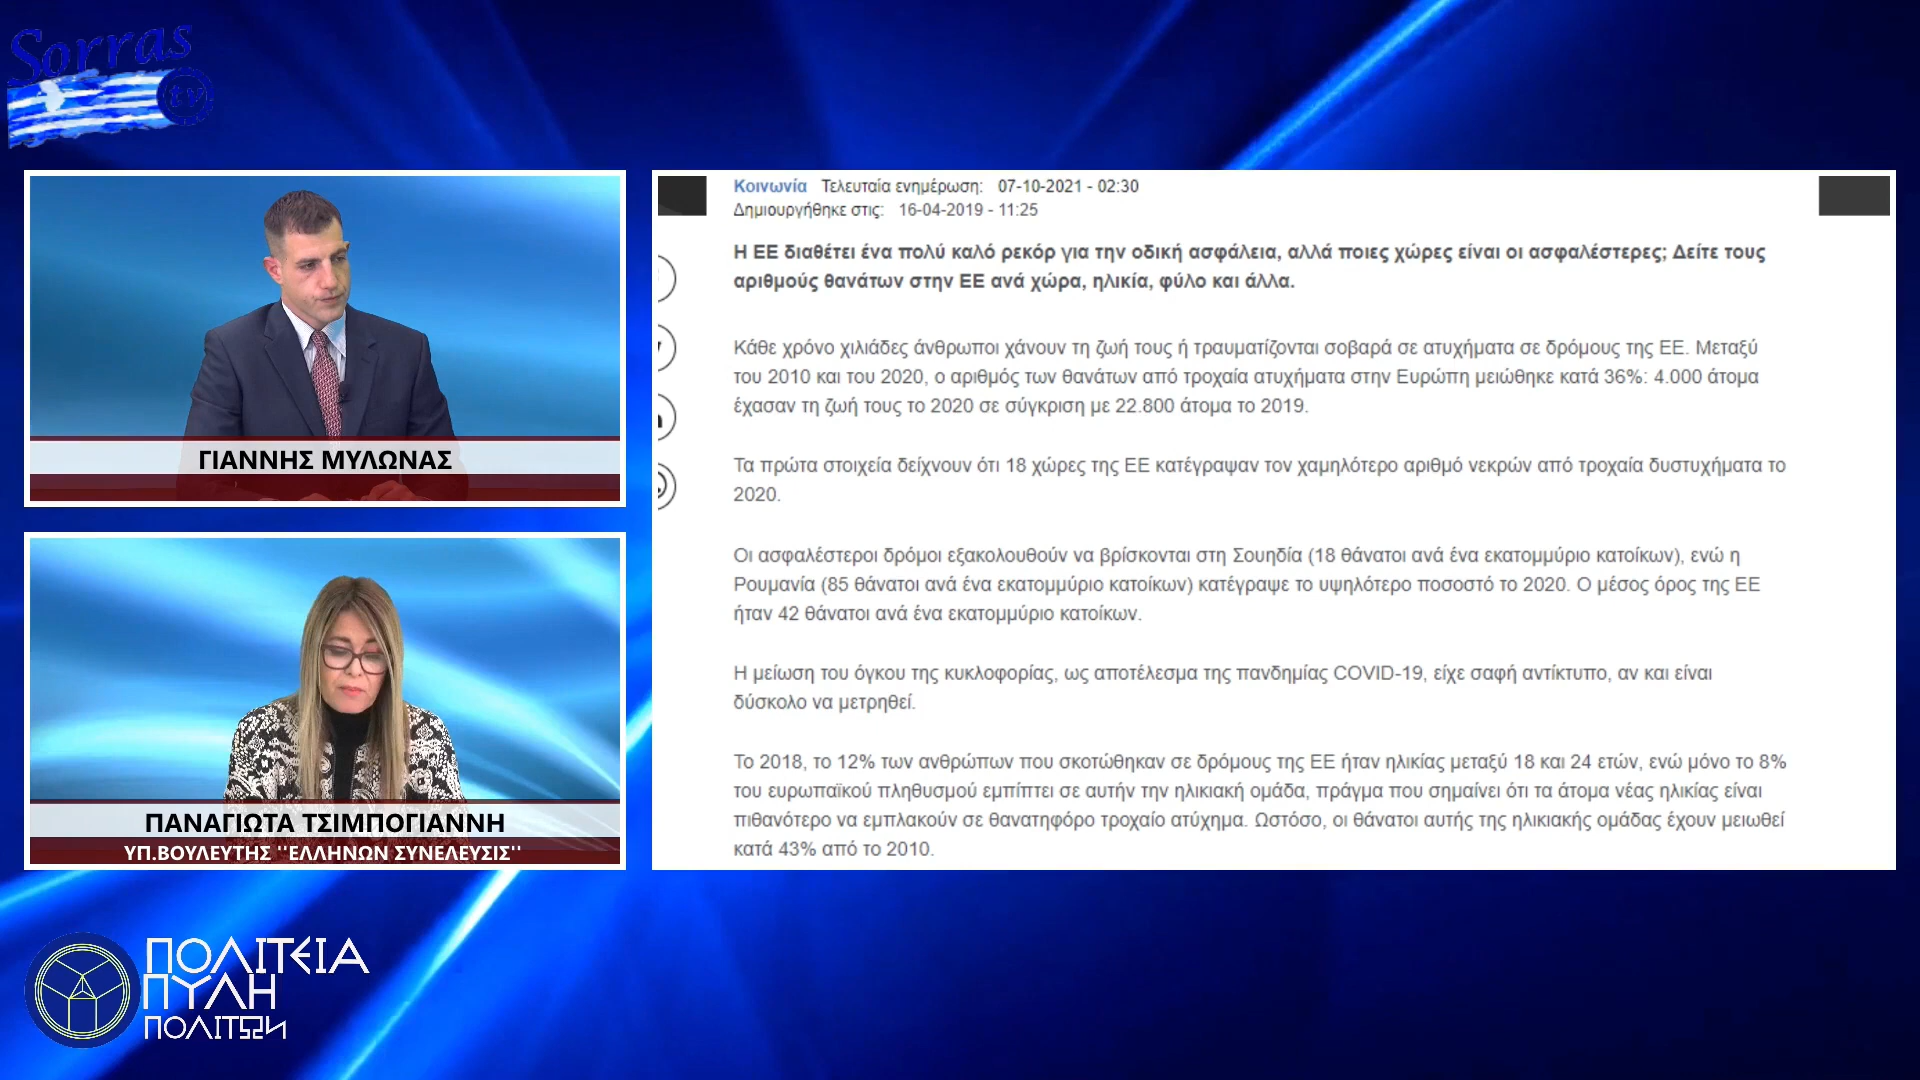 Sorras
tv
ΓΙΑΝΝΗΣ ΜΥΛΩΝΑΣ
ΠΑΝΑΓΙΩΤΑ ΤΣΙΜΠΟΓΙΑΝΝΗ
ΥΠ.ΒΟΥΛΕΥΤΗΣ ''ΕΛΛΗΝΩΝ ΣΥΝΕΛΕΥΣΙΣ''
Κοινωνία Τελευταία ενημέρωση: 07-10-2021 - 02:30
Δημιουργήθηκε στις: 16-04-2019 - 11:25
Η ΕΕ διαθέτει ένα πολύ καλό ρεκόρ για την οδική ασφάλεια, αλλά ποιες χώρες είναι οι ασφαλέστερες; Δείτε τους
αριθμούς θανάτων στην ΕΕ ανά χώρα, ηλικία, φύλο και άλλα.
Κάθε χρόνο χιλιάδες άνθρωποι χάνουν τη ζωή τους ή τραυματίζονται σοβαρά σε ατυχήματα σε δρόμους της ΕΕ. Μεταξύ
του 2010 και του 2020, ο αριθμός των θανάτων από τροχαία ατυχήματα στην Ευρώπη μειώθηκε κατά 36%: 4.000 άτομα
έχασαν τη ζωή τους το 2020 σε σύγκριση με 22.800 άτομα το 2019.
Τα πρώτα στοιχεία δείχνουν ότι 18 χώρες της ΕΕ κατέγραψαν τον χαμηλότερο αριθμό νεκρών από τροχαία δυστυχήματα το
2020.
Οι ασφαλέστεροι δρόμοι εξακολουθούν να βρίσκονται στη Σουηδία (18 θάνατοι ανά ένα εκατομμύριο κατοίκων), ενώ η
Ρουμανία (85 θάνατοι ανά ένα εκατομμύριο κατοίκων) κατέγραψε το υψηλότερο ποσοστό το 2020. Ο μέσος όρος της ΕΕ
ήταν 42 θάνατοι ανά ένα εκατομμύριο κατοίκων.
Η μείωση του όγκου της κυκλοφορίας, ως αποτέλεσμα της πανδημίας COVID-19, είχε σαφή αντίκτυπο, αν και είναι
δύσκολο να μετρηθεί.
Το 2018, το 12% των ανθρώπων που σκοτώθηκαν σε δρόμους της ΕΕ ήταν ηλικίας μεταξύ 18 και 24 ετών, ενώ μόνο το 8%
του ευρωπαϊκού πληθυσμού εμπίπτει σε αυτήν την ηλικιακή ομάδα, πράγμα που σημαίνει ότι τα άτομα νέας ηλικίας είναι
πιθανότερο να εμπλακούν σε θανατηφόρο τροχαίο ατύχημα. Ωστόσο, οι θάνατοι αυτής της ηλικιακής ομάδας έχουν μειωθεί
κατά 43% από το 2010.
ΠΟΛΙΤΕΙΑ
ΠΥΛΗ
ΠΟΛΙΤΩΝ